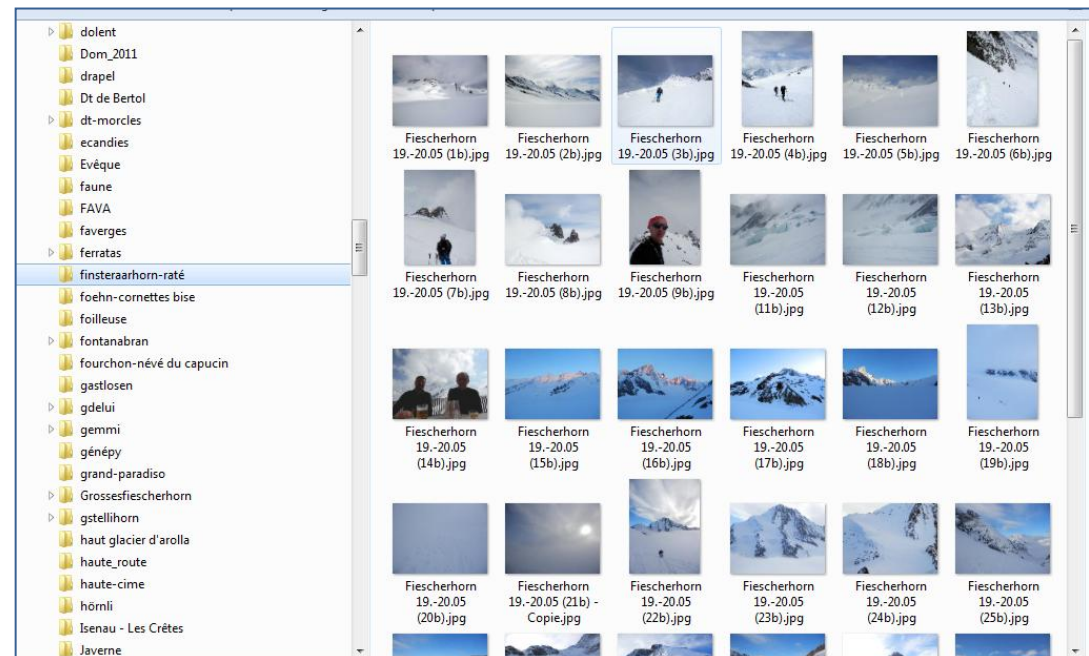 dolent
Dom_2011
drapel
Dt de Bertol
dt-morcles
ecandies
Evêque
faune
FAVA
faverges
ferratas
finsteraarhorn-raté
foehn-cornettes bise
foilleuse
fontanabran
fourchon-névé du capucin
gastlosen
gdelui
gemmi
génépy
grand-paradiso
Grossesfiescherhorn
gstellihorn
haut glacier d'arolla
haute_route
haute-cime
hörnli
Isenau - Les Crêtes
Javerne
Fiescherhorn
19.-20.05 (1b).jpg
Fiescherhorn
19.-20.05 (2b).jpg
Fiescherhorn
19.-20.05 (3b).jpg
Fiescherhorn
19.-20.05 (4b).jpg
Fiescherhorn
19.-20.05 (5b).jpg
Fiescherhorn
19.-20.05 (6b).jpg
Fiescherhorn
19.-20.05 (7b).jpg
Fiescherhorn
19.-20.05 (8b).jpg
Fiescherhorn
19.-20.05 (9b).jpg
Fiescherhorn
19.-20.05
(11b).jpg
Fiescherhorn
19.-20.05
(12b).jpg
Fiescherhorn
19.-20.05
(13b).jpg
Fiescherhorn
19.-20.05
(14b).jpg
Fiescherhorn
19.-20.05
(15b).jpg
Fiescherhorn
19.-20.05
(16b).jpg
Fiescherhorn
19.-20.05
(17b).jpg
Fiescherhorn
19.-20.05
(18b).jpg
Fiescherhorn
19.-20.05
(19b).jpg
Fiescherhorn
19.-20.05
(20b).jpg
Fiescherhorn
19.-20.05 (21b) -
Copie.jpg
Fiescherhorn
19.-20.05
(22b).jpg
Fiescherhorn
19.-20.05
(23b).jpg
Fiescherhorn
19.-20.05
(24b).jpg
Fiescherhorn
19.-20.05
(25b).jpg